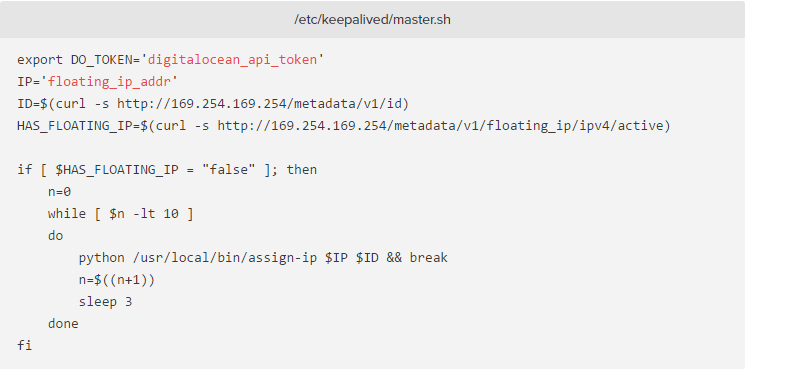 /etc/keepalived/master.sh
export DO_TOKEN='digitalocean_api_token'
IP='floating_ip_addr'
ID=$(curl -s http://169.254.169.254/metadata/v1/id)
HAS_FLOATING_IP=$(curl -s http://169.254.169.254/metadata/v1/floating_ip/ipv4/active)

if [ $HAS_FLOATING_IP = "false" ]; then
    n=0
    while [ $n -lt 10 ]
    do
        python /usr/local/bin/assign-ip $IP $ID && break
        n=$((n+1))
        sleep 3
    done
fi